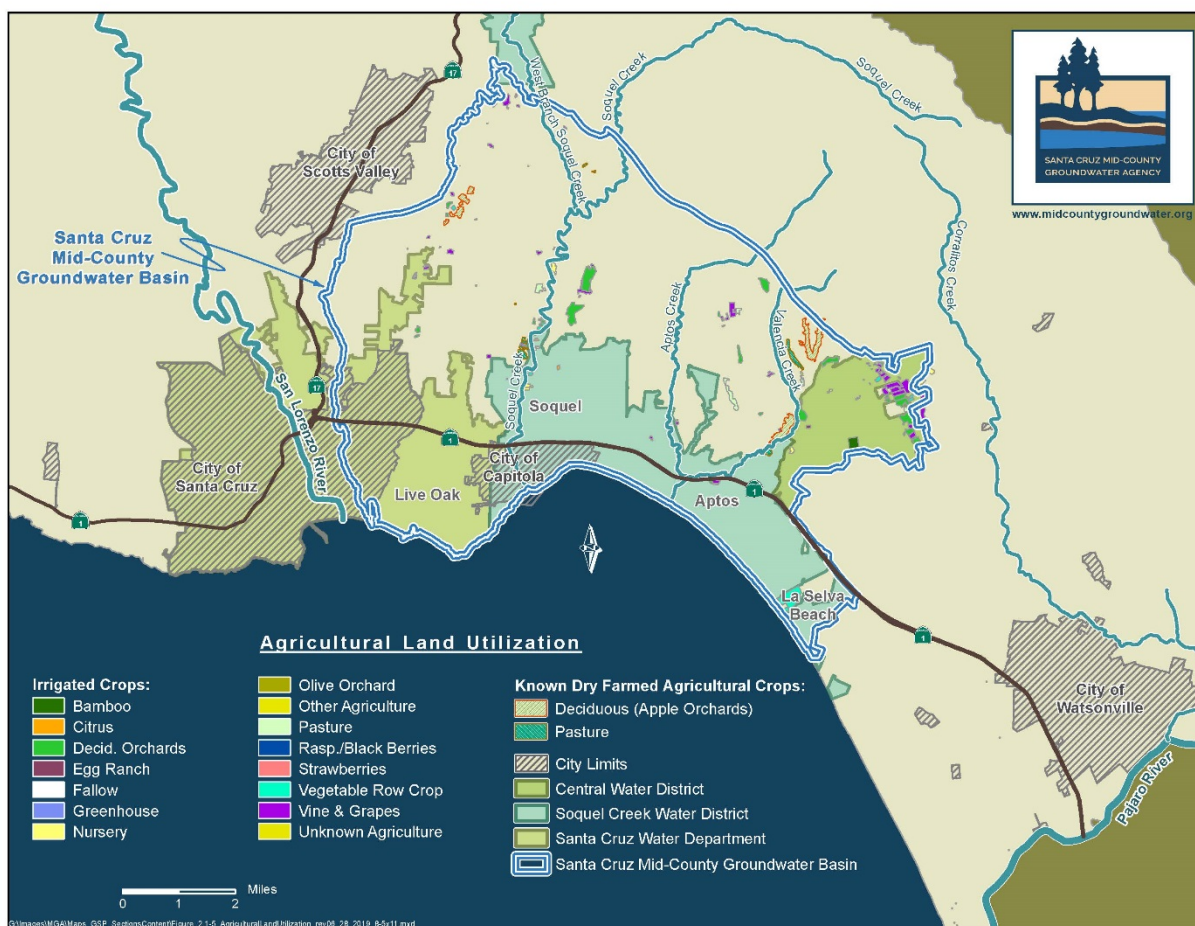 17
City of
Scotts Valley
Santa Cruz
Mid-County
Groundwater Basin
West Branch Soquel Creek
Soquel Creek
Soquel Creek
SANTA CRUZ MID-COUNTY
GROUNDWATER AGENCY
www.midcountygroundwater.org
Corralitos Creek
Aptos Creek
Valencia Creek
Soquel Creek
17
San Lorenzo River
Soquel
1
City of
Santa Cruz
Live Oak
City of
Capitola
Aptos
1
1
La Selva
Beach
1
City of
Watsonville
Pajaro River
Agricultural Land Utilization
Irrigated Crops:
Bamboo
Citrus
Decid. Orchards
Egg Ranch
Fallow
Greenhouse
Nursery
Olive Orchard
Other Agriculture
Pasture
Rasp./Black Berries
Strawberries
Vegetable Row Crop
Vine & Grapes
Unknown Agriculture
Known Dry Farmed Agricultural Crops:
Deciduous (Apple Orchards)
Pasture
City Limits
Central Water District
Soquel Creek Water District
Santa Cruz Water Department
Santa Cruz Mid-County Groundwater Basin
0 1 2 Miles